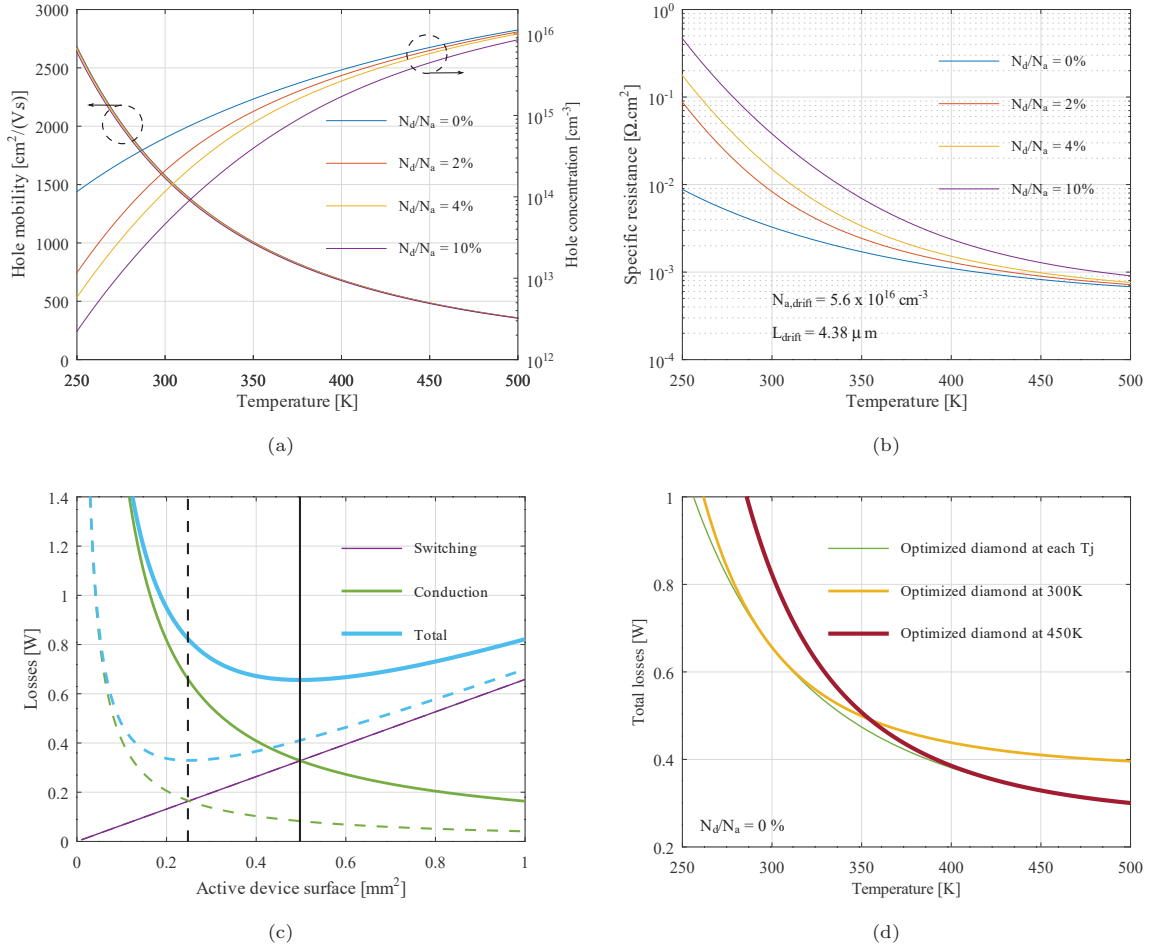 3000
2500
2000
1500
1000
500
0
Hole mobility [cm²/(V s)]
10¹⁶
10¹⁵
10¹⁴
10¹³
10¹²
Hole concentration [cm⁻³]
N_d/N_a = 0%
N_d/N_a = 2%
N_d/N_a = 4%
N_d/N_a = 10%
250 300 350 400 450 500
Temperature [K]
(a)
10⁰
10⁻¹
10⁻²
10⁻³
10⁻⁴
Specific resistance [Ω.cm²]
N_d/N_a = 0%
N_d/N_a = 2%
N_d/N_a = 4%
N_d/N_a = 10%
N_a,drift = 5.6 x 10¹⁶ cm⁻³
L_drift = 4.38 μm
250 300 350 400 450 500
Temperature [K]
(b)
1.4
1.2
1
0.8
0.6
0.4
0.2
0
Losses [W]
Switching
Conduction
Total
0 0.2 0.4 0.6 0.8 1
Active device surface [mm²]
(c)
1
0.8
0.6
0.4
0.2
Total losses [W]
Optimized diamond at each Tj
Optimized diamond at 300K
Optimized diamond at 450K
N_d/N_a = 0 %
250 300 350 400 450 500
Temperature [K]
(d)